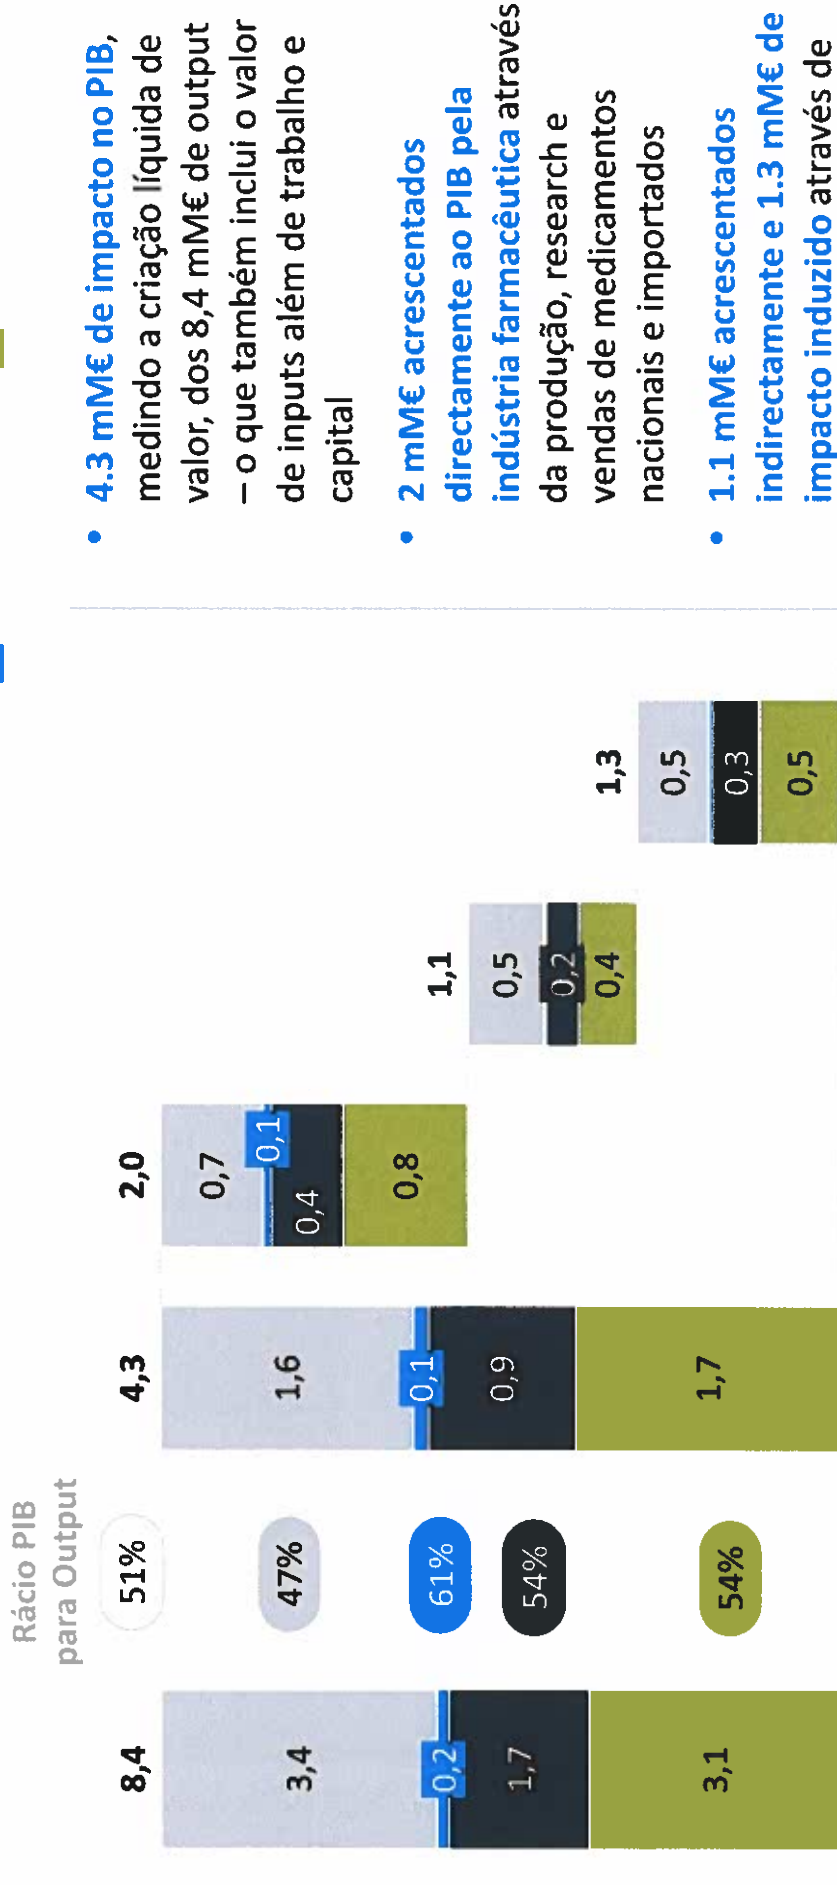 Rácio PIB
para Output
8,4
3,4
0,2
1,7
3,1
51%
47%
61%
54%
54%
4,3
1,6
0,1
0,9
1,7
2,0
0,7
0,1
0,4
0,8
1,1
0,5
0,2
0,4
1,3
0,5
0,3
0,5
• 4.3 mM€ de impacto no PIB,
medindo a criação líquida de
valor, dos 8,4 mM€ de output
– o que também inclui o valor
de inputs além de trabalho e
capital
• 2 mM€ acrescentados
directamente ao PIB pela
indústria farmacêutica através
da produção, research e
vendas de medicamentos
nacionais e importados
• 1.1 mM€ acrescentados
indirectamente e 1.3 mM€ de
impacto induzido através de